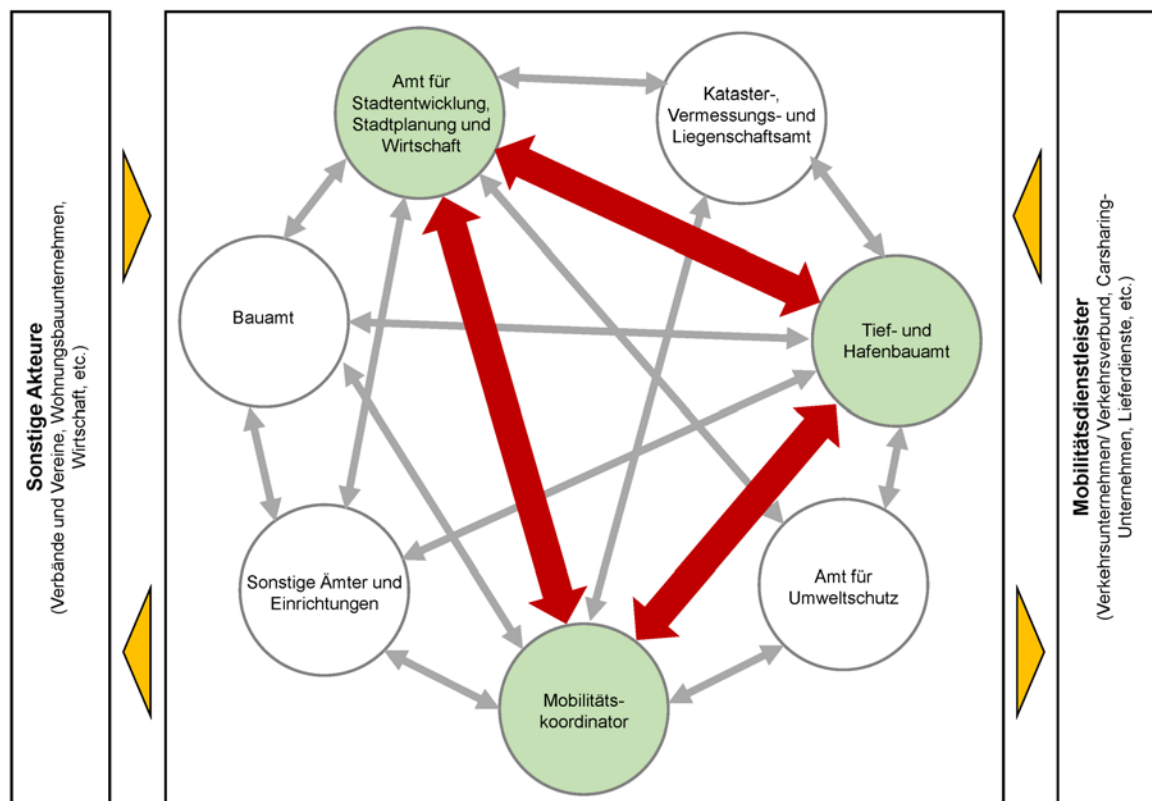 Sonstige Akteure
(Verbände und Vereine, Wohnungsbauunternehmen,
Wirtschaft, etc.)
Amt für
Stadtentwicklung,
Stadtplanung und
Wirtschaft
Kataster-,
Vermessungs- und
Liegenschaftsamt
Bauamt
Tief- und
Hafenbauamt
Sonstige Ämter und
Einrichtungen
Amt für
Umweltschutz
Mobilitäts-
koordinator
Mobilitätsdienstleister
(Verkehrsunternehmen/ Verkehrsverbund, Carsharing-
Unternehmen, Lieferdienste, etc.)